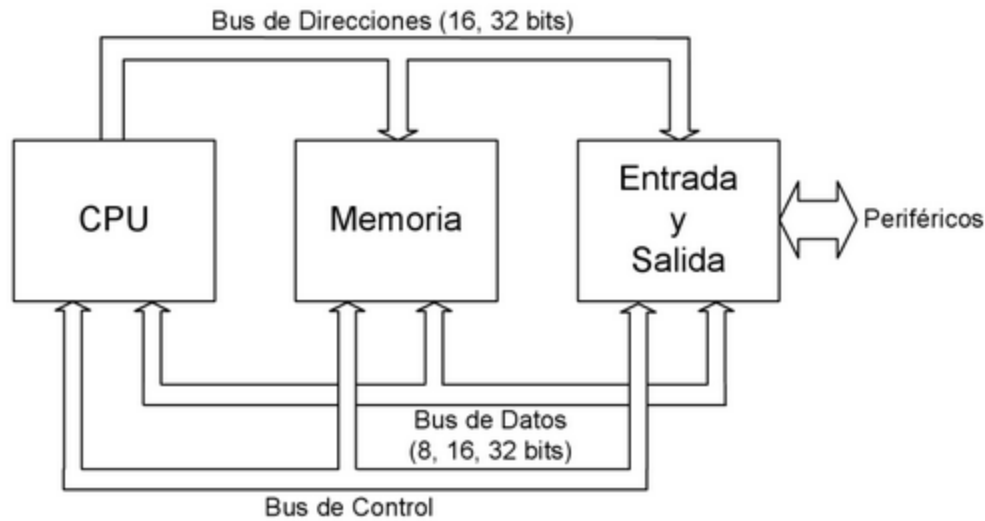 Bus de Direcciones (16, 32 bits)
CPU
Memoria
Entrada
y
Salida
Periféricos
Bus de Datos
(8, 16, 32 bits)
Bus de Control